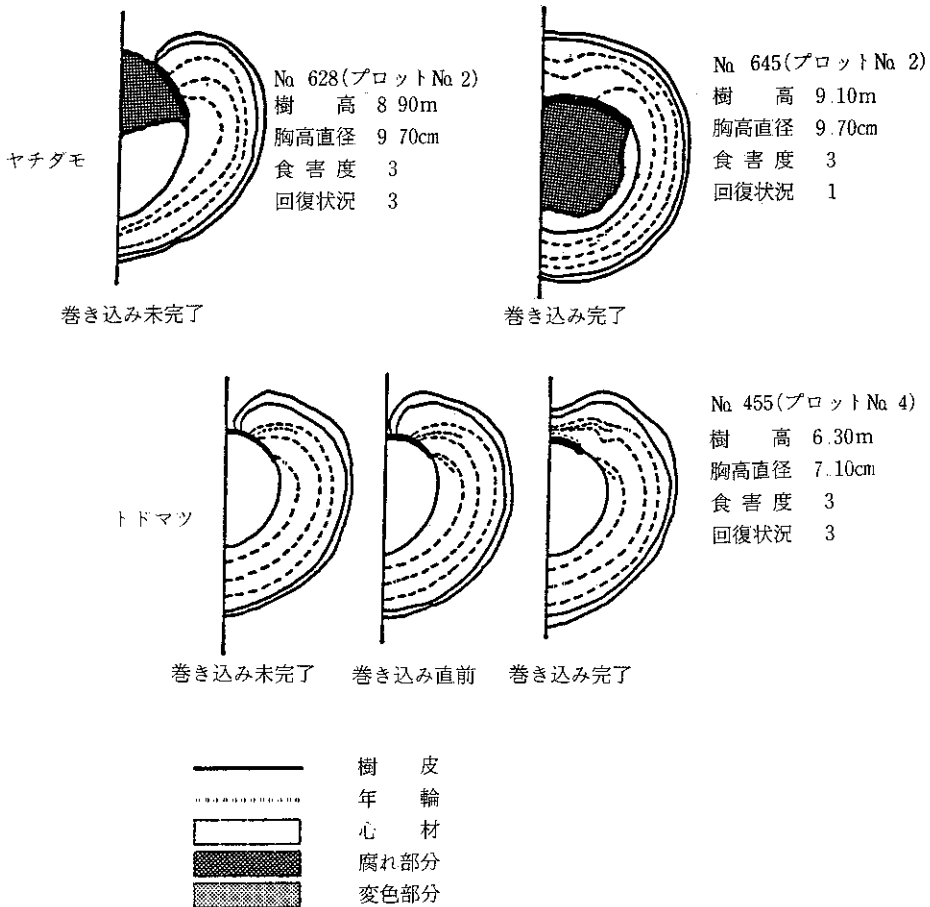 ヤチダモ
№ 628(プロット№ 2)
樹 高 8 90m
胸高直径 9 70cm
食 害 度 3
回復状況 3
巻き込み未完了
№ 645(プロット№ 2)
樹 高 9.10m
胸高直径 9.70cm
食 害 度 3
回復状況 1
巻き込み完了
トドマツ
巻き込み未完了
巻き込み直前
巻き込み完了
№ 455(プロット№ 4)
樹 高 6.30m
胸高直径 7.10cm
食 害 度 3
回復状況 3
樹 皮
年 輪
心 材
腐れ部分
変色部分